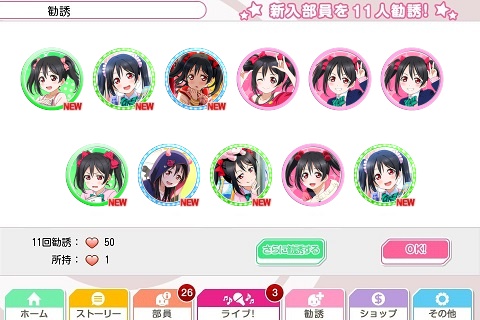 勧誘
新入部員を11人勧誘!
NEW
NEW
NEW
NEW
NEW
NEW
NEW
11回勧誘: 50
所持: 1
さらに勧誘する
OK!
26
3
ホーム
ストーリー
部員
ライブ!
勧誘
ショップ
その他